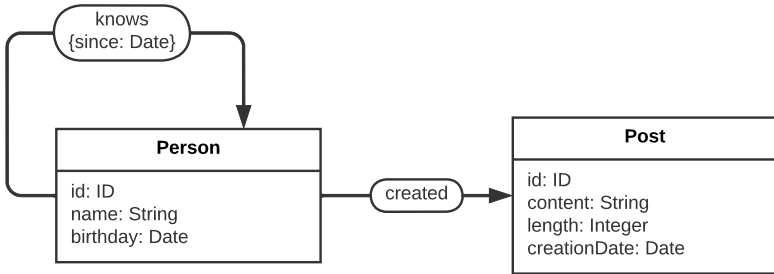 knows
{since: Date}
Person
id: ID
name: String
birthday: Date
created
Post
id: ID
content: String
length: Integer
creationDate: Date